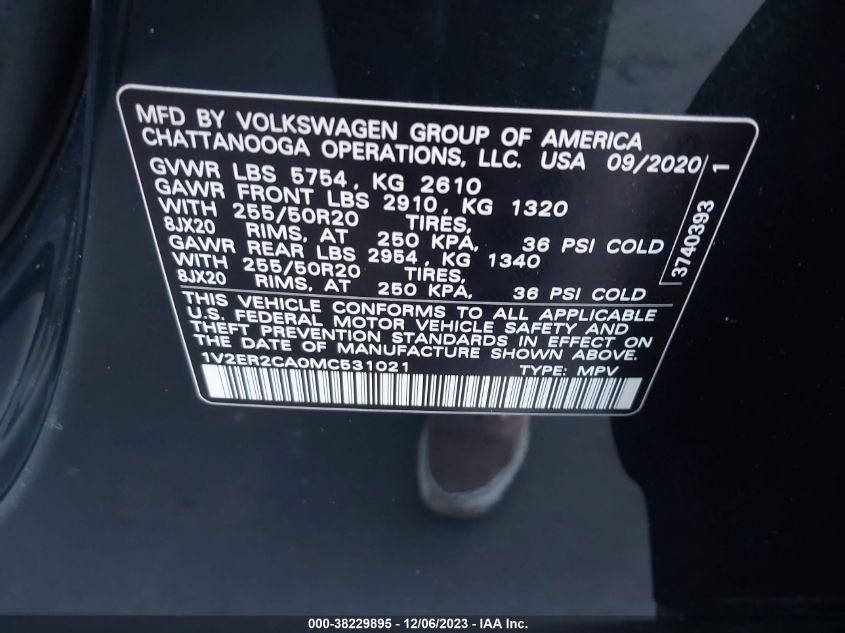 MFD BY VOLKSWAGEN GROUP OF AMERICA
CHATTANOOGA OPERATIONS, LLC. USA 09/2020
GVWR LBS 5754, KG 2610
GAWR FRONT LBS 2910, KG 1320
WITH 255/50R20 TIRES,
8JX20 RIMS, AT 250 KPA, 36 PSI COLD
GAWR REAR LBS 2954, KG 1340
WITH 255/50R20 TIRES,
8JX20 RIMS, AT 250 KPA, 36 PSI COLD
3740393 1
THIS VEHICLE CONFORMS TO ALL APPLICABLE
U.S. FEDERAL MOTOR VEHICLE SAFETY AND
THEFT PREVENTION STANDARDS IN EFFECT ON
THE DATE OF MANUFACTURE SHOWN ABOVE.
1V2ER2CA0MC531021 TYPE: MPV
000-38229895 - 12/06/2023 - IAA Inc.